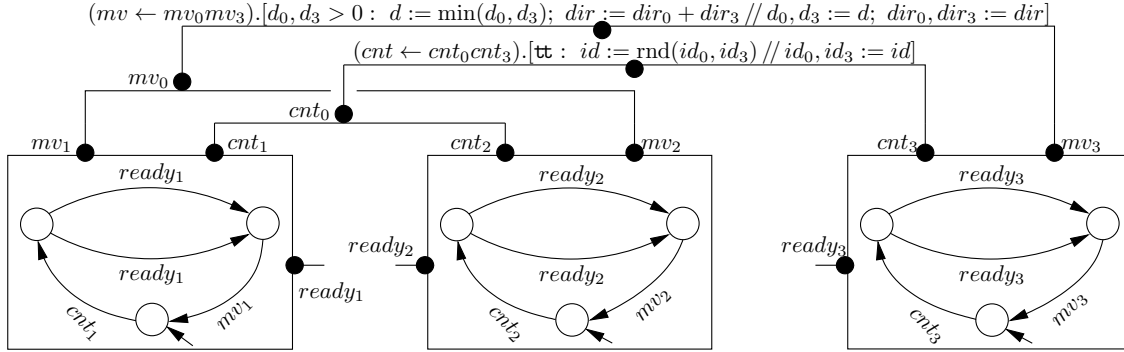 (mv ← mv₀mv₃).[d₀, d₃ > 0 : d := min(d₀, d₃); dir := dir₀ + dir₃ // d₀, d₃ := d; dir₀, dir₃ := dir]
(cnt ← cnt₀cnt₃).[tt : id := rnd(id₀, id₃) // id₀, id₃ := id]
mv₀
cnt₀
mv₁ cnt₁ cnt₂ mv₂ cnt₃ mv₃
ready₁ ready₂ ready₃
ready₂ ready₃
ready₁ ready₂ ready₃
ready₁
cnt₁ mv₁ cnt₂ mv₂ cnt₃ mv₃